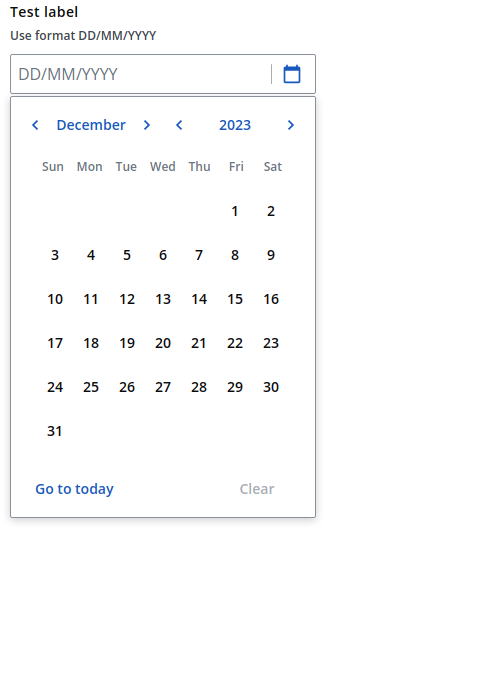 Test label
Use format DD/MM/YYYY
DD/MM/YYYY
December 2023
Sun Mon Tue Wed Thu Fri Sat
1 2
3 4 5 6 7 8 9
10 11 12 13 14 15 16
17 18 19 20 21 22 23
24 25 26 27 28 29 30
31
Go to today Clear